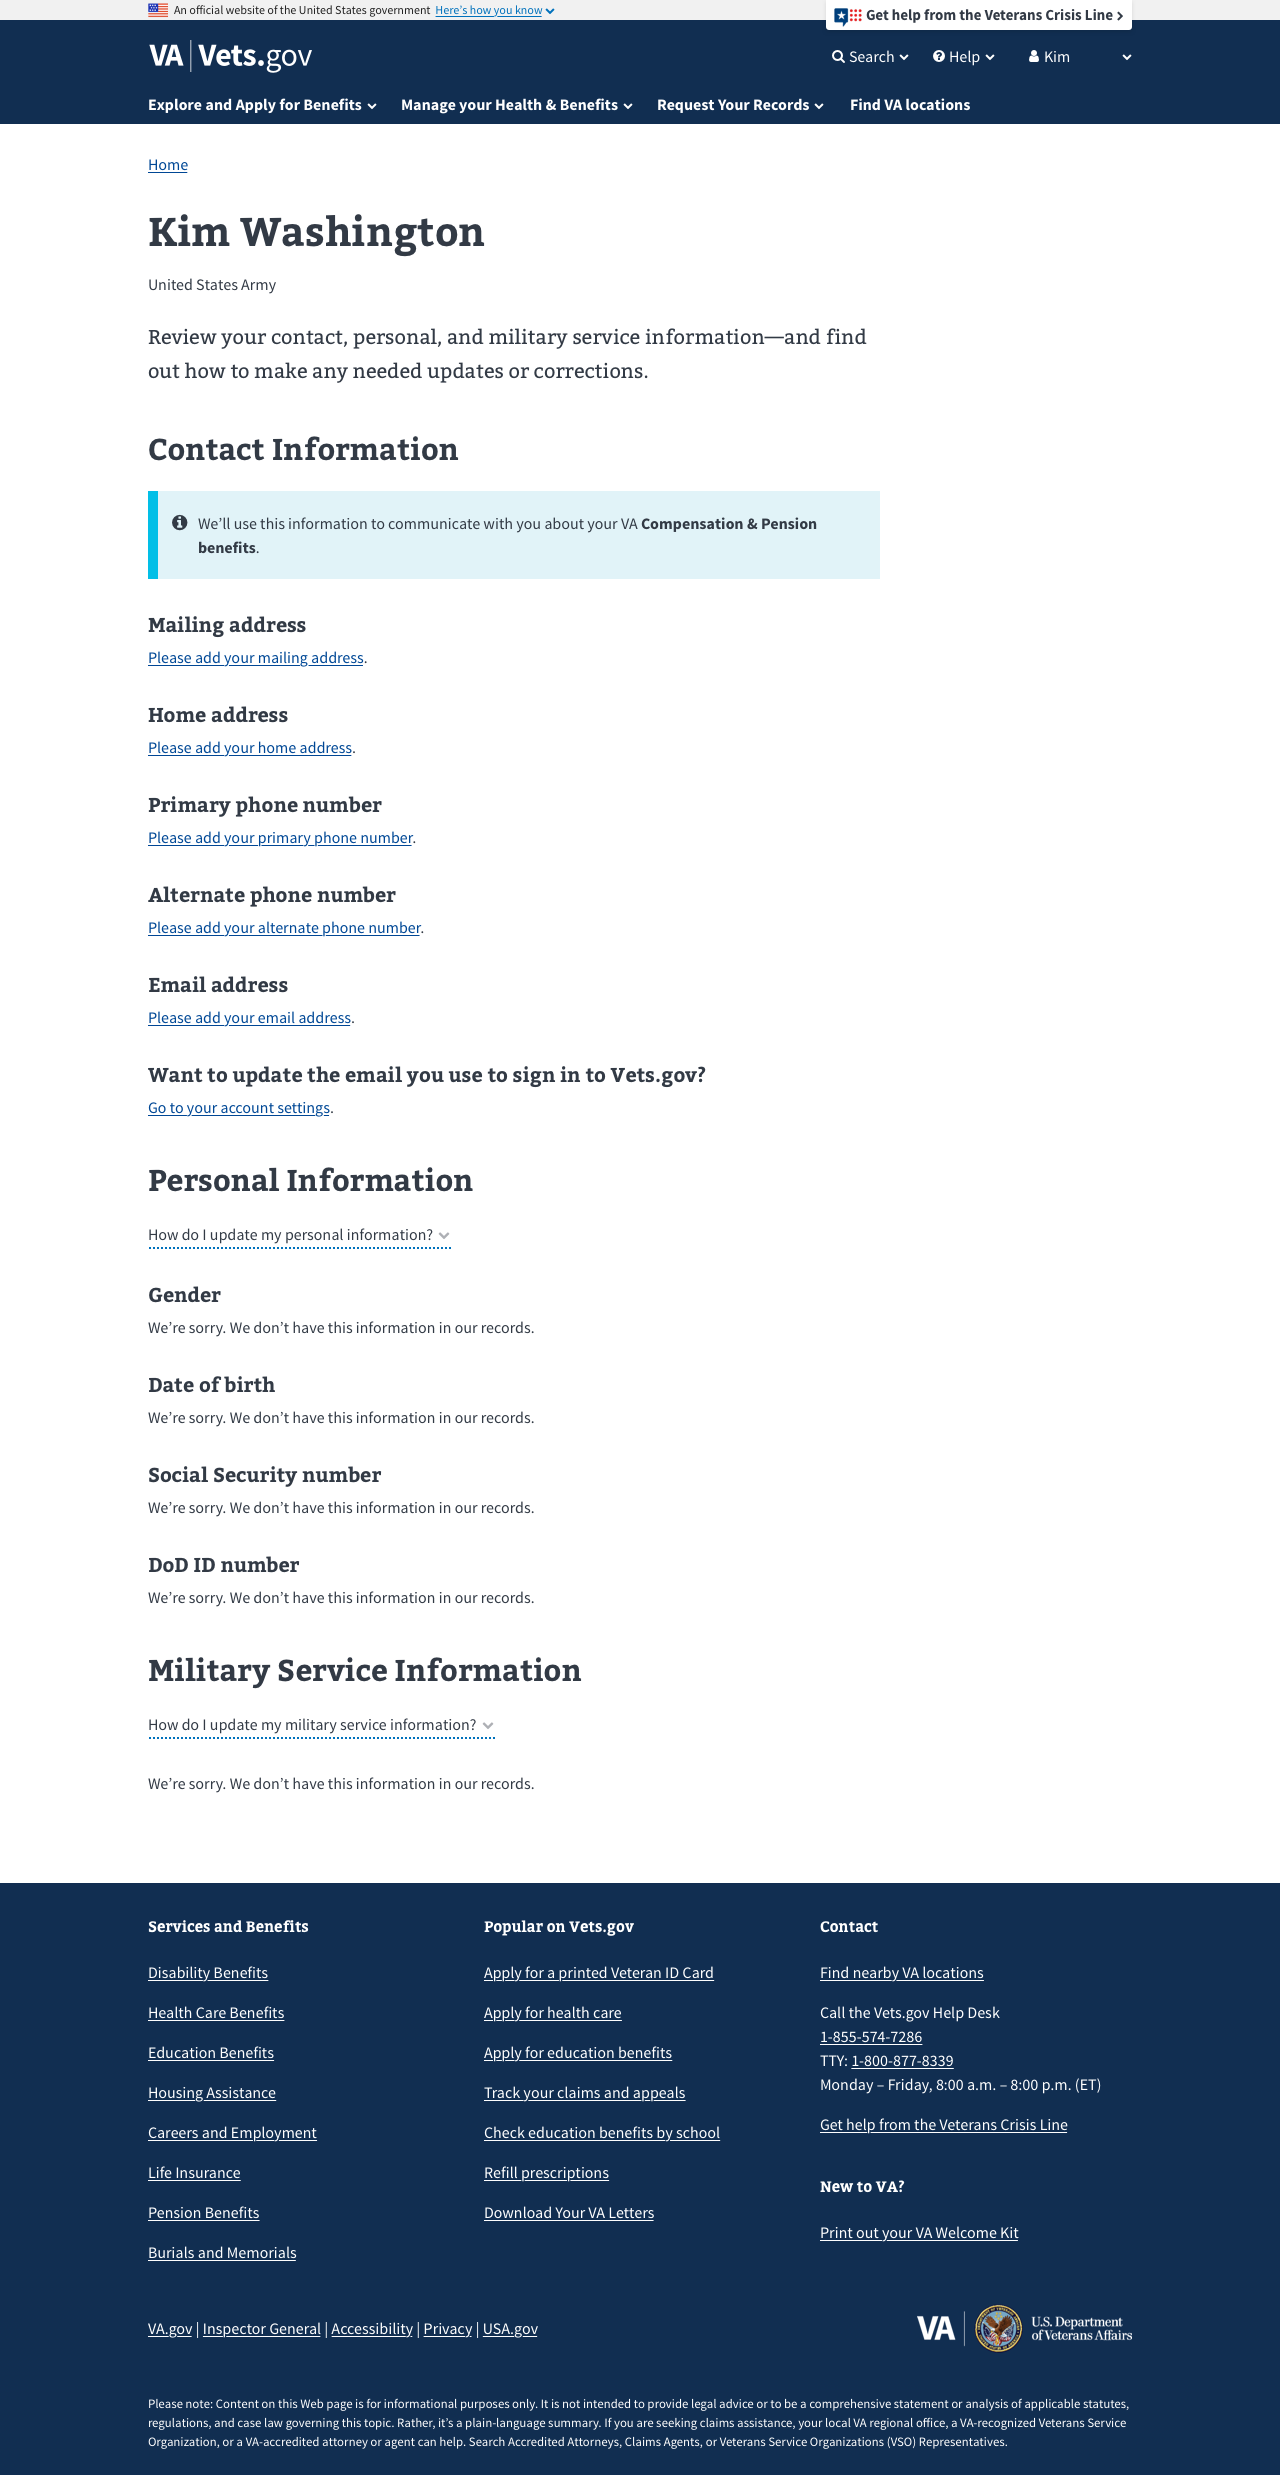 An official website of the United States government Here's how you know
Get help from the Veterans Crisis Line
VA | Vets.gov
Search Help Kim
Explore and Apply for Benefits Manage your Health & Benefits Request Your Records Find VA locations
Home
Kim Washington
United States Army
Review your contact, personal, and military service information—and find
out how to make any needed updates or corrections.
Contact Information
We’ll use this information to communicate with you about your VA Compensation & Pension
benefits.
Mailing address
Please add your mailing address.
Home address
Please add your home address.
Primary phone number
Please add your primary phone number.
Alternate phone number
Please add your alternate phone number.
Email address
Please add your email address.
Want to update the email you use to sign in to Vets.gov?
Go to your account settings.
Personal Information
How do I update my personal information?
Gender
We’re sorry. We don’t have this information in our records.
Date of birth
We’re sorry. We don’t have this information in our records.
Social Security number
We’re sorry. We don’t have this information in our records.
DoD ID number
We’re sorry. We don’t have this information in our records.
Military Service Information
How do I update my military service information?
We’re sorry. We don’t have this information in our records.
Services and Benefits
Disability Benefits
Health Care Benefits
Education Benefits
Housing Assistance
Careers and Employment
Life Insurance
Pension Benefits
Burials and Memorials
Popular on Vets.gov
Apply for a printed Veteran ID Card
Apply for health care
Apply for education benefits
Track your claims and appeals
Check education benefits by school
Refill prescriptions
Download Your VA Letters
Contact
Find nearby VA locations
Call the Vets.gov Help Desk
1-855-574-7286
TTY: 1-800-877-8339
Monday – Friday, 8:00 a.m. – 8:00 p.m. (ET)
Get help from the Veterans Crisis Line
New to VA?
Print out your VA Welcome Kit
VA.gov | Inspector General | Accessibility | Privacy | USA.gov
VA | U.S. Department
of Veterans Affairs
Please note: Content on this Web page is for informational purposes only. It is not intended to provide legal advice or to be a comprehensive statement or analysis of applicable statutes,
regulations, and case law governing this topic. Rather, it’s a plain-language summary. If you are seeking claims assistance, your local VA regional office, a VA-recognized Veterans Service
Organization, or a VA-accredited attorney or agent can help. Search Accredited Attorneys, Claims Agents, or Veterans Service Organizations (VSO) Representatives.